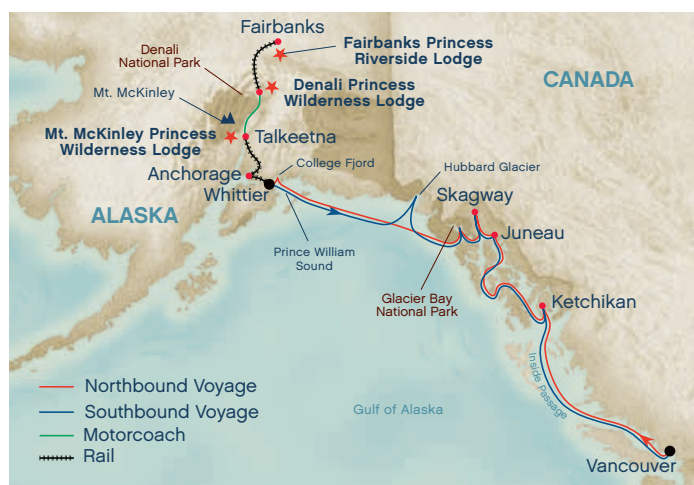 Fairbanks
Fairbanks Princess
Riverside Lodge
Denali
National Park
CANADA
Denali Princess
Wilderness Lodge
Mt. McKinley
Mt. McKinley Princess
Wilderness Lodge
Talkeetna
College Fjord
Hubbard Glacier
Anchorage
Whittier
Skagway
ALASKA
Juneau
Prince William
Sound
Glacier Bay
National Park
Ketchikan
Inside Passage
Gulf of Alaska
Northbound Voyage
Southbound Voyage
Motorcoach
Rail
Vancouver